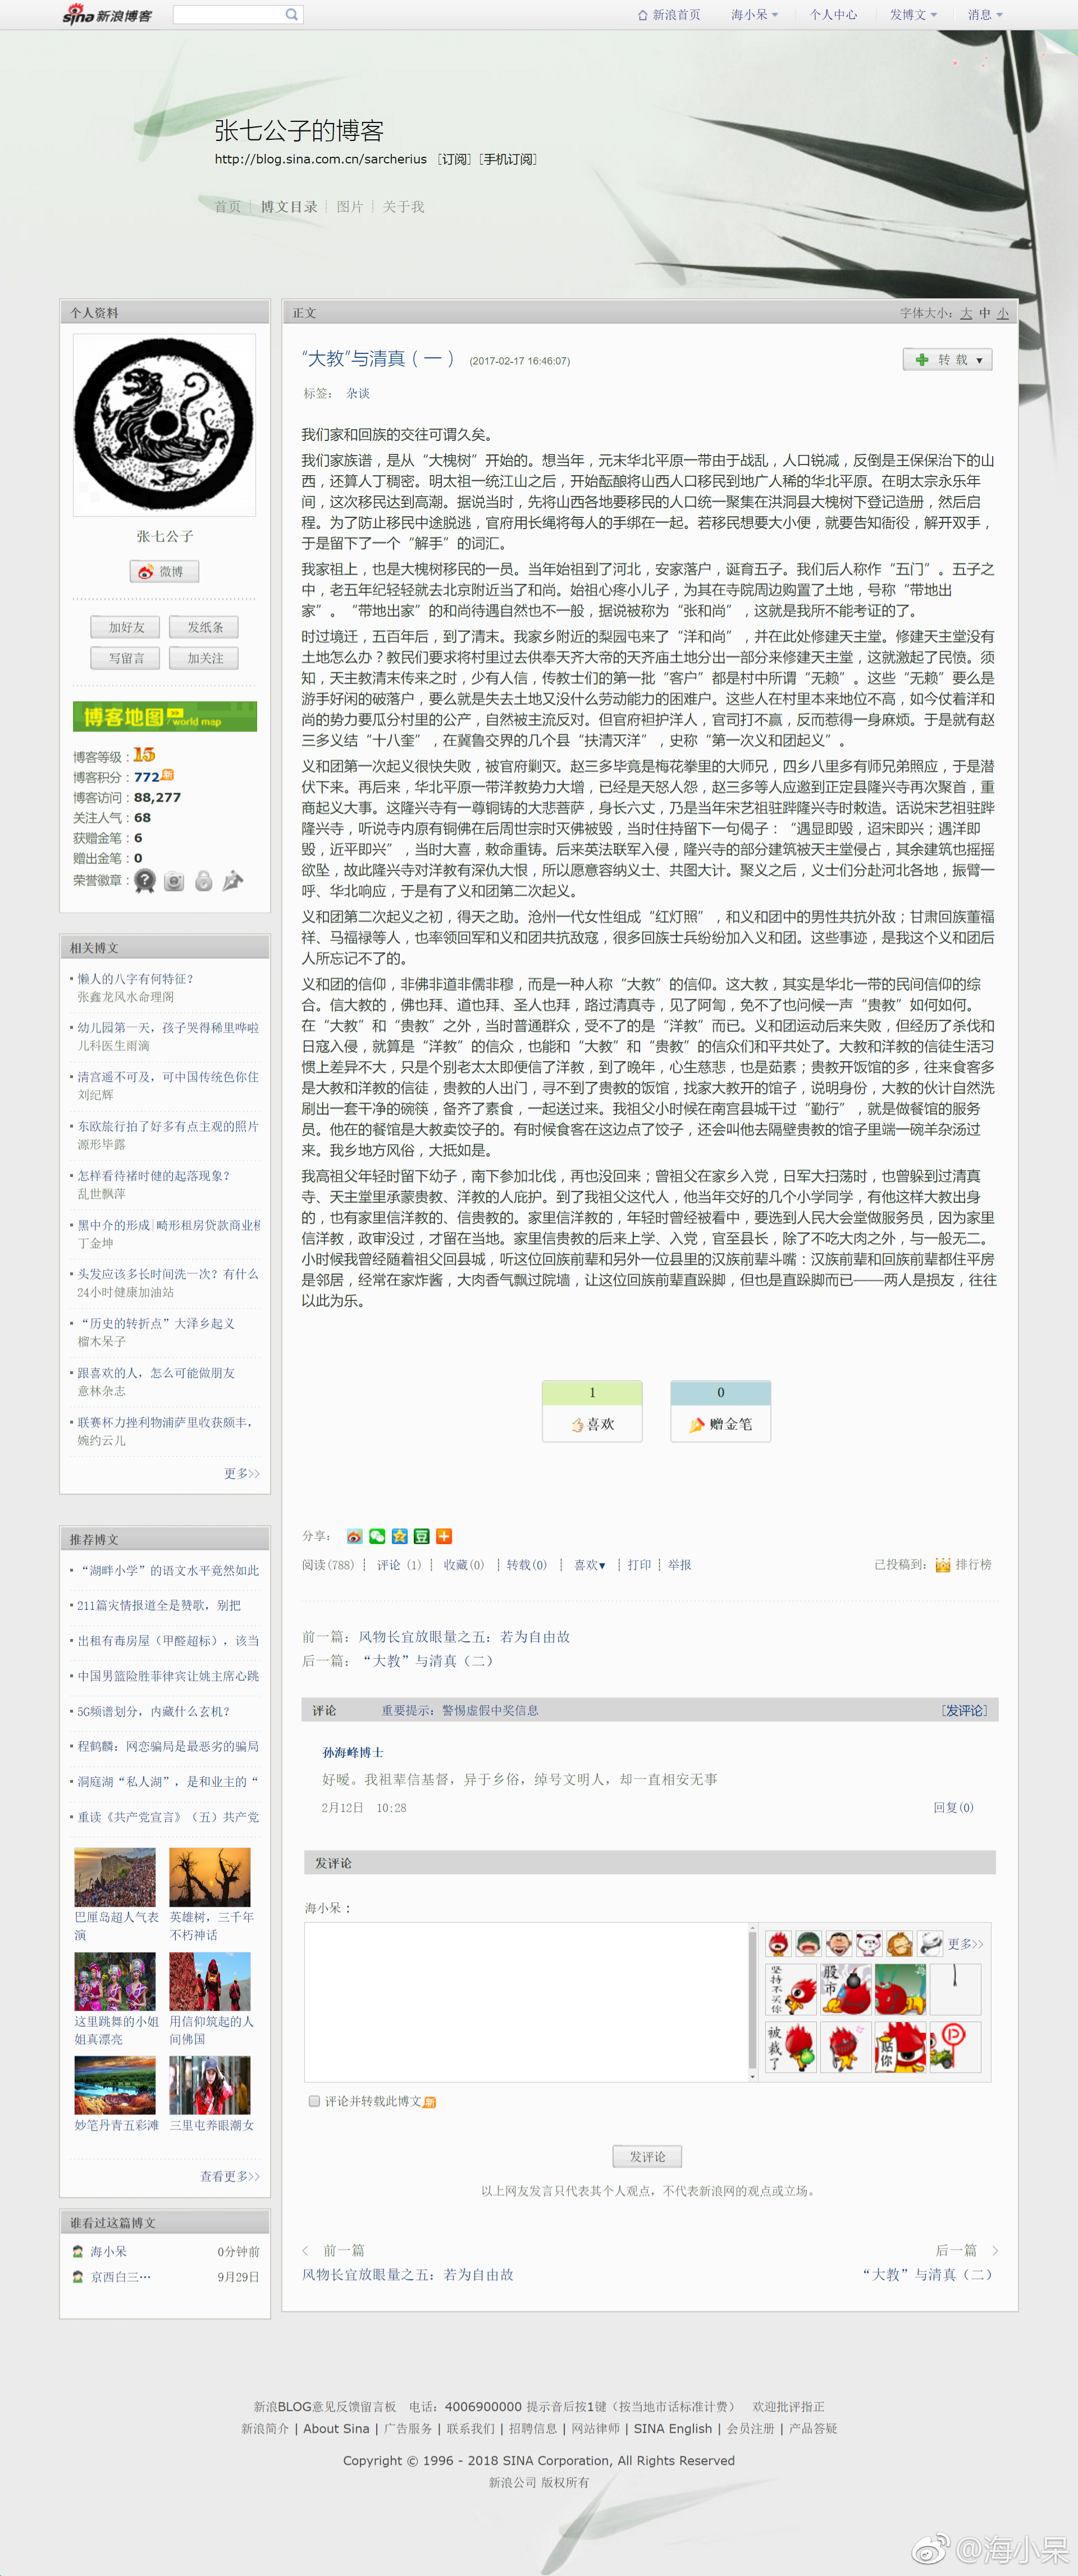 sina 新浪博客
新浪首页 海小呆 个人中心 发博文 消息
张七公子的博客
http://blog.sina.com.cn/sarcherius [订阅] [手机订阅]
首页 博文目录 图片 关于我
个人资料
张七公子
微博
加好友 发纸条
写留言 加关注
博客地图 world map
博客等级：15
博客积分：772 新
博客访问：88,277
关注人气：68
获赠金笔：6
赠出金笔：0
荣誉徽章：
相关博文
懒人的八字有何特征？
张鑫龙风水命理阁
幼儿园第一天，孩子哭得稀里哗啦
儿科医生雨滴
清宫遥不可及，可中国传统色你住
刘纪辉
东欧旅行拍了好多有点主观的照片
源形毕露
怎样看待褚时健的起落现象？
乱世飘萍
黑中介的形成|畸形租房贷款商业模
丁金坤
头发应该多长时间洗一次？有什么
24小时健康加油站
“历史的转折点”大泽乡起义
榴木呆子
跟喜欢的人，怎么可能做朋友
意林杂志
联赛杯力挫利物浦萨里收获颇丰，
婉约云儿
更多>>
推荐博文
“湖畔小学”的语文水平竟然如此
211篇灾情报道全是赞歌，别把
出租有毒房屋（甲醛超标），该当
中国男篮险胜菲律宾让姚主席心跳
5G频谱划分，内藏什么玄机？
程鹤麟：网恋骗局是最恶劣的骗局
洞庭湖“私人湖”，是和业主的“
重读《共产党宣言》（五）共产党
巴厘岛超人气表演
英雄树，三千年不朽神话
这里跳舞的小姐姐真漂亮
用信仰筑起的人间佛国
妙笔丹青五彩滩
三里屯养眼潮女
查看更多>>
谁看过这篇博文
海小呆 0分钟前
京西白三… 9月29日
正文 字体大小：大 中 小
“大教”与清真（一） (2017-02-17 16:46:07)
转载▼
标签： 杂谈
我们家和回族的交往可谓久矣。
我们家族谱，是从“大槐树”开始的。想当年，元末华北平原一带由于战乱，人口锐减，反倒是王保保治下的山
西，还算人丁稠密。明太祖一统江山之后，开始酝酿将山西人口移民到地广人稀的华北平原。在明太宗永乐年
间，这次移民达到高潮。据说当时，先将山西各地要移民的人口统一聚集在洪洞县大槐树下登记造册，然后启
程。为了防止移民中途脱逃，官府用长绳将每人的手绑在一起。若移民想要大小便，就要告知衙役，解开双手，
于是留下了一个“解手”的词汇。
我家祖上，也是大槐树移民的一员。当年始祖到了河北，安家落户，诞育五子。我们后人称作“五门”。五子之
中，老五年纪轻轻就去北京附近当了和尚。始祖心疼小儿子，为其在寺院周边购置了土地，号称“带地出
家”。“带地出家”的和尚待遇自然也不一般，据说被称为“张和尚”，这就是我所不能考证的了。
时过境迁，五百年后，到了清末。我家乡附近的梨园屯来了“洋和尚”，并在此处修建天主堂。修建天主堂没有
土地怎么办？教民们要求将村里过去供奉天齐大帝的天齐庙土地分出一部分来修建天主堂，这就激起了民愤。须
知，天主教清末传来之时，少有人信，传教士们的第一批“客户”都是村中所谓“无赖”。这些“无赖”要么是
游手好闲的破落户，要么就是失去土地又没什么劳动能力的困难户。这些人在村里本来地位不高，如今仗着洋和
尚的势力要瓜分村里的公产，自然被主流反对。但官府袒护洋人，官司打不赢，反而惹得一身麻烦。于是就有赵
三多义结“十八奎”，在冀鲁交界的几个县“扶清灭洋”，史称“第一次义和团起义”。
义和团第一次起义很快失败，被官府剿灭。赵三多毕竟是梅花拳里的大师兄，四乡八里多有师兄弟照应，于是潜
伏下来。再后来，华北平原一带洋教势力大增，已经是天怒人怨，赵三多等人应邀到正定县隆兴寺再次聚首，重
商起义大事。这隆兴寺有一尊铜铸的大悲菩萨，身长六丈，乃是当年宋艺祖驻跸隆兴寺时敕造。话说宋艺祖驻跸
隆兴寺，听说寺内原有铜佛在后周世宗时灭佛被毁，当时住持留下一句偈子：“遇显即毁，迢宋即兴；遇洋即
毁，近平即兴”，当时大喜，敕命重铸。后来英法联军入侵，隆兴寺的部分建筑被天主堂侵占，其余建筑也摇摇
欲坠，故此隆兴寺对洋教有深仇大恨，所以愿意容纳义士、共图大计。聚义之后，义士们分赴河北各地，振臂一
呼、华北响应，于是有了义和团第二次起义。
义和团第二次起义之初，得天之助。沧州一代女性组成“红灯照”，和义和团中的男性共抗外敌；甘肃回族董福
祥、马福禄等人，也率领回军和义和团共抗敌寇，很多回族士兵纷纷加入义和团。这些事迹，是我这个义和团后
人所忘记不了的。
义和团的信仰，非佛非道非儒非穆，而是一种人称“大教”的信仰。这大教，其实是华北一带的民间信仰的综
合。信大教的，佛也拜、道也拜、圣人也拜，路过清真寺，见了阿訇，免不了也问候一声“贵教”如何如何。
在“大教”和“贵教”之外，当时普通群众，受不了的是“洋教”而已。义和团运动后来失败，但经历了杀伐和
日寇入侵，就算是“洋教”的信众，也能和“大教”和“贵教”的信众们和平共处了。大教和洋教的信徒生活习
惯上差异不大，只是个别老太太即便信了洋教，到了晚年，心生慈悲，也是茹素；贵教开饭馆的多，往来食客多
是大教和洋教的信徒，贵教的人出门，寻不到了贵教的饭馆，找家大教开的馆子，说明身份，大教的伙计自然洗
刷出一套干净的碗筷，备齐了素食，一起送过来。我祖父小时候在南宫县城干过“勤行”，就是做餐馆的服务
员。他在的餐馆是大教卖饺子的。有时候食客在这边点了饺子，还会叫他去隔壁贵教的馆子里端一碗羊杂汤过
来。我乡地方风俗，大抵如是。
我高祖父年轻时留下幼子，南下参加北伐，再也没回来；曾祖父在家乡入党，日军大扫荡时，也曾躲到过清真
寺、天主堂里承蒙贵教、洋教的人庇护。到了我祖父这代人，他当年交好的几个小学同学，有他这样大教出身
的，也有家里信洋教的、信贵教的。家里信洋教的，年轻时曾经被看中，要选到人民大会堂做服务员，因为家里
信洋教，政审没过，才留在当地。家里信贵教的后来上学、入党，官至县长，除了不吃大肉之外，与一般无二。
小时候我曾经随着祖父回县城，听这位回族前辈和另外一位县里的汉族前辈斗嘴：汉族前辈和回族前辈都住平房
是邻居，经常在家炸酱，大肉香气飘过院墙，让这位回族前辈直跺脚，但也是直跺脚而已——两人是损友，往往
以此为乐。
1 0
喜欢 赠金笔
分享：
阅读(788) 评论 (1) 收藏(0) 转载(0) 喜欢▼ 打印 举报 已投稿到： 排行榜
前一篇：风物长宜放眼量之五：若为自由故
后一篇：“大教”与清真（二）
评论 重要提示：警惕虚假中奖信息 [发评论]
孙海峰博士
好暖。我祖辈信基督，异于乡俗，绰号文明人，却一直相安无事
2月12日 10:28 回复(0)
发评论
海小呆：
更多>>
坚持不买你 股市
被裁了 贴你
评论并转载此博文 新
发评论
以上网友发言只代表其个人观点，不代表新浪网的观点或立场。
< 前一篇 后一篇 >
风物长宜放眼量之五：若为自由故 “大教”与清真（二）
新浪BLOG意见反馈留言板 电话：4006900000 提示音后按1键（按当地市话标准计费） 欢迎批评指正
新浪简介 | About Sina | 广告服务 | 联系我们 | 招聘信息 | 网站律师 | SINA English | 会员注册 | 产品答疑
Copyright © 1996 - 2018 SINA Corporation, All Rights Reserved
新浪公司 版权所有
@海小呆